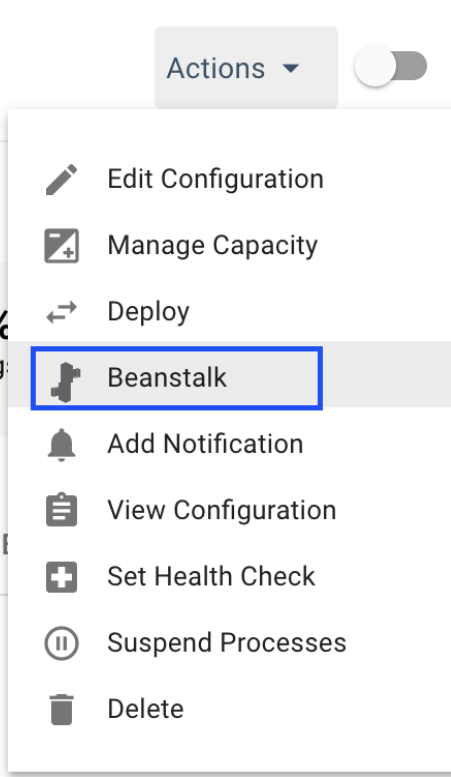 Actions
Edit Configuration
Manage Capacity
Deploy
Beanstalk
Add Notification
View Configuration
Set Health Check
Suspend Processes
Delete